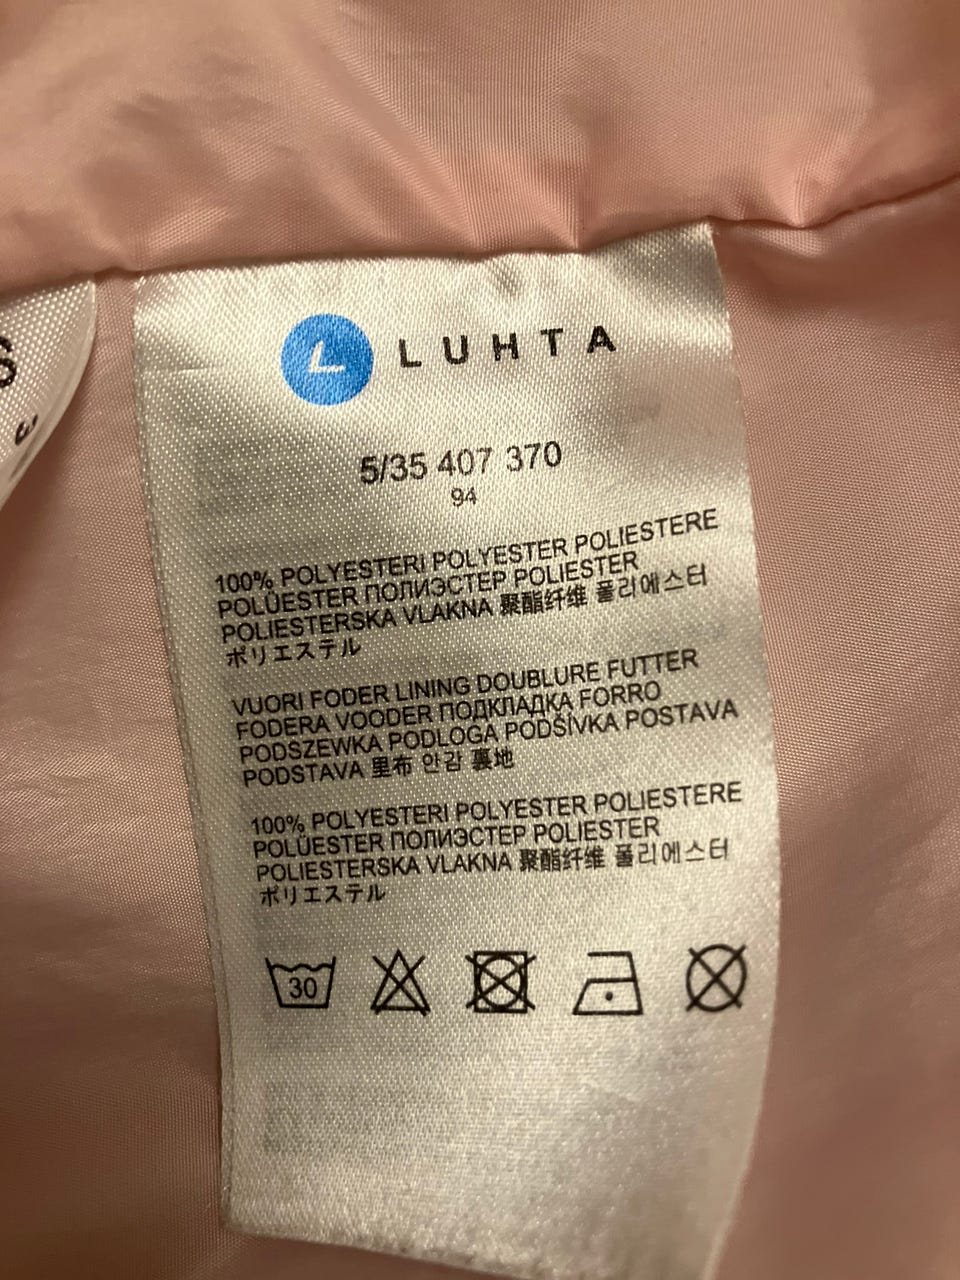 S
L LUHTA
5/35 407 370
94
100% POLYESTERI POLYESTER POLIESTERE
POLÜESTER ПОЛИЭСТЕР POLIESTER
POLIESTERSKA VLAKNA 聚酯纤维 폴리에스터
ポリエステル
VUORI FODER LINING DOUBLURE FUTTER
FODERA VOODER ПОДКЛАДКА FORRO
PODSZEWKA PODLOGA PODŠÍVKA POSTAVA
PODSTAVA 里布 안감 裏地
100% POLYESTERI POLYESTER POLIESTERE
POLÜESTER ПОЛИЭСТЕР POLIESTER
POLIESTERSKA VLAKNA 聚酯纤维 폴리에스터
ポリエステル
30